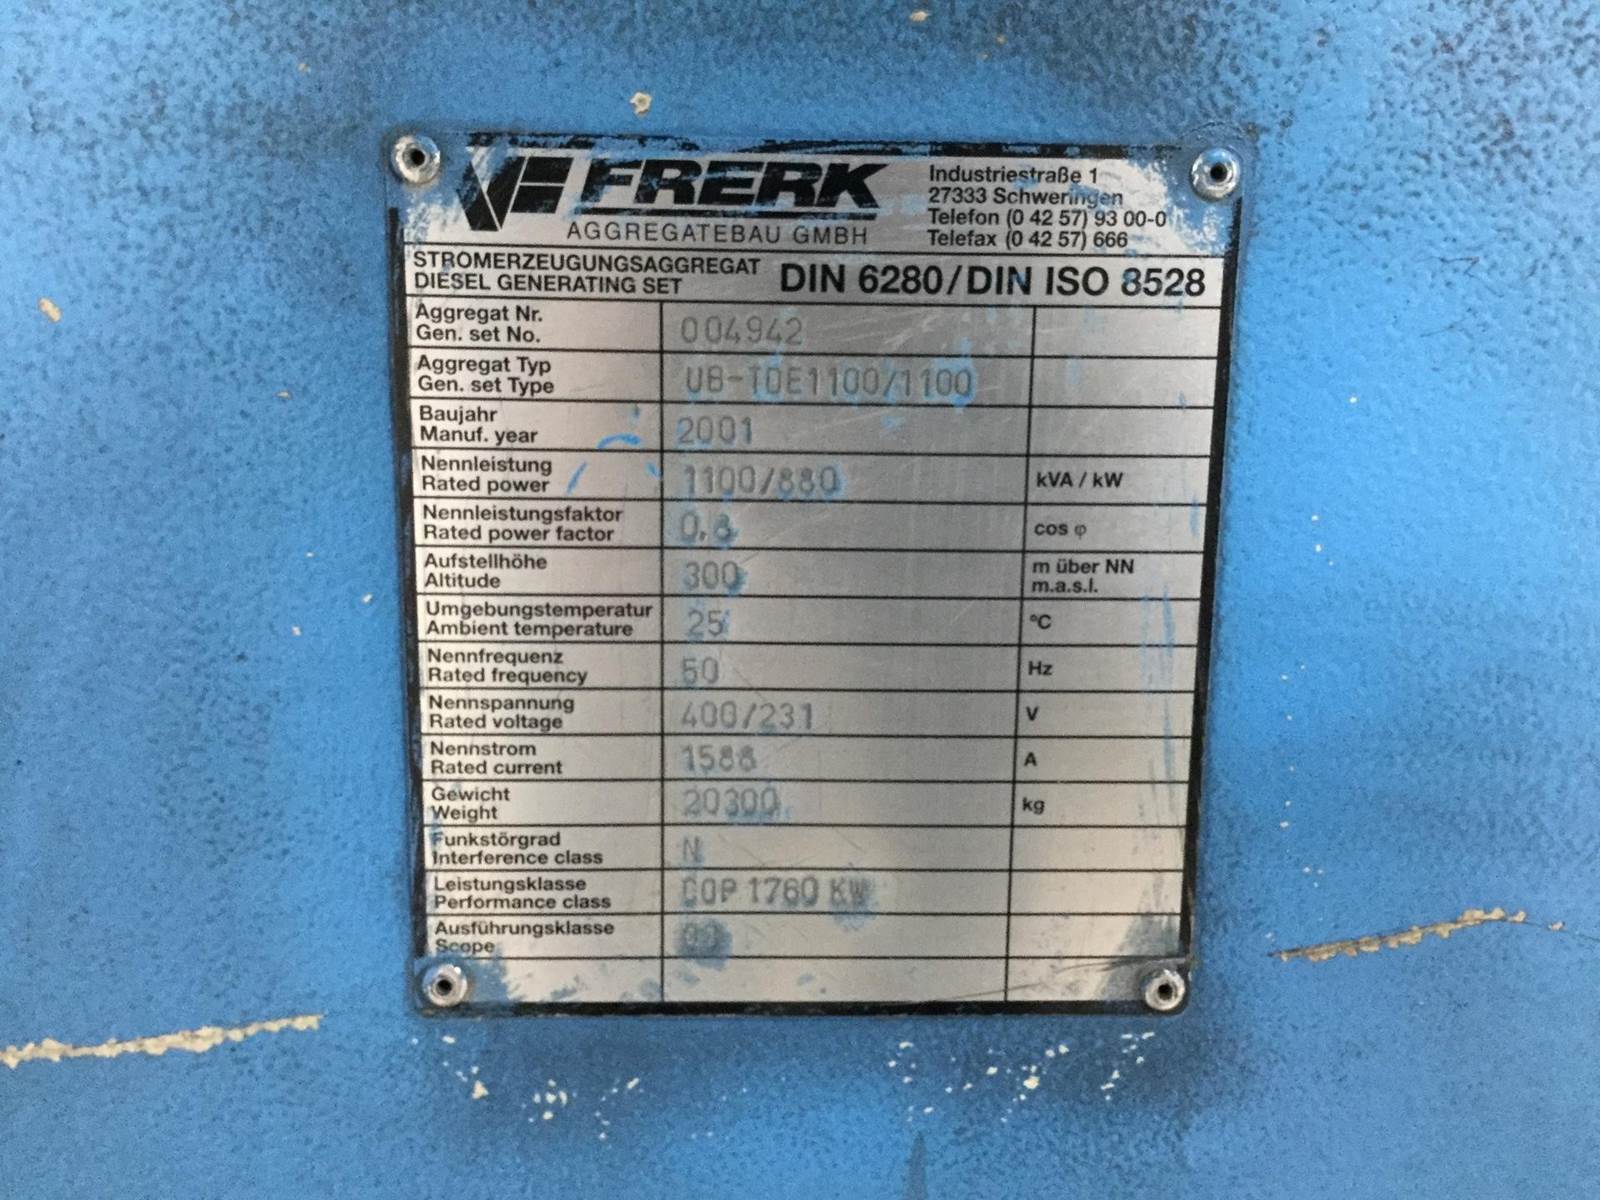 FRERK
AGGREGATEBAU GMBH
Industriestraße 1
27333 Schweringen
Telefon (0 42 57) 93 00-0
Telefax (0 42 57) 666
STROMERZEUGUNGSAGGREGAT
DIESEL GENERATING SET
DIN 6280/DIN ISO 8528
Aggregat Nr.
Gen. set No.
004942
Aggregat Typ
Gen. set Type
UB-TDE1100/1100
Baujahr
Manuf. year
2001
Nennleistung
Rated power
1100/880
kVA / kW
Nennleistungsfaktor
Rated power factor
0,8
cos φ
Aufstellhöhe
Altitude
300
m über NN
m.a.s.l.
Umgebungstemperatur
Ambient temperature
25
°C
Nennfrequenz
Rated frequency
50
Hz
Nennspannung
Rated voltage
400/231
V
Nennstrom
Rated current
1588
A
Gewicht
Weight
20300
kg
Funkstörgrad
Interference class
N
Leistungsklasse
Performance class
COP 1760 KW
Ausführungsklasse
Scope